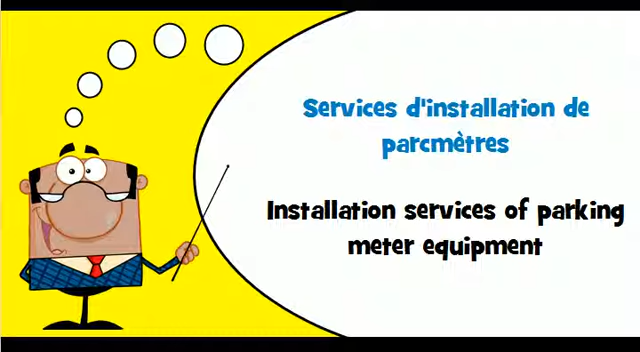 Services d'installation de
parcmètres
Installation services of parking
meter equipment